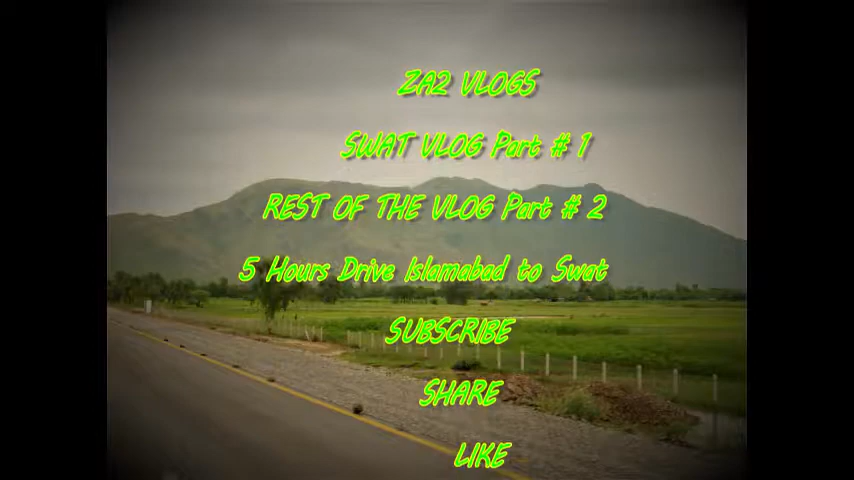 ZA2 VLOGS
SWAT VLOG Part # 1
REST OF THE VLOG Part # 2
5 Hours Drive Islamabad to Swat
SUBSCRIBE
SHARE
LIKE